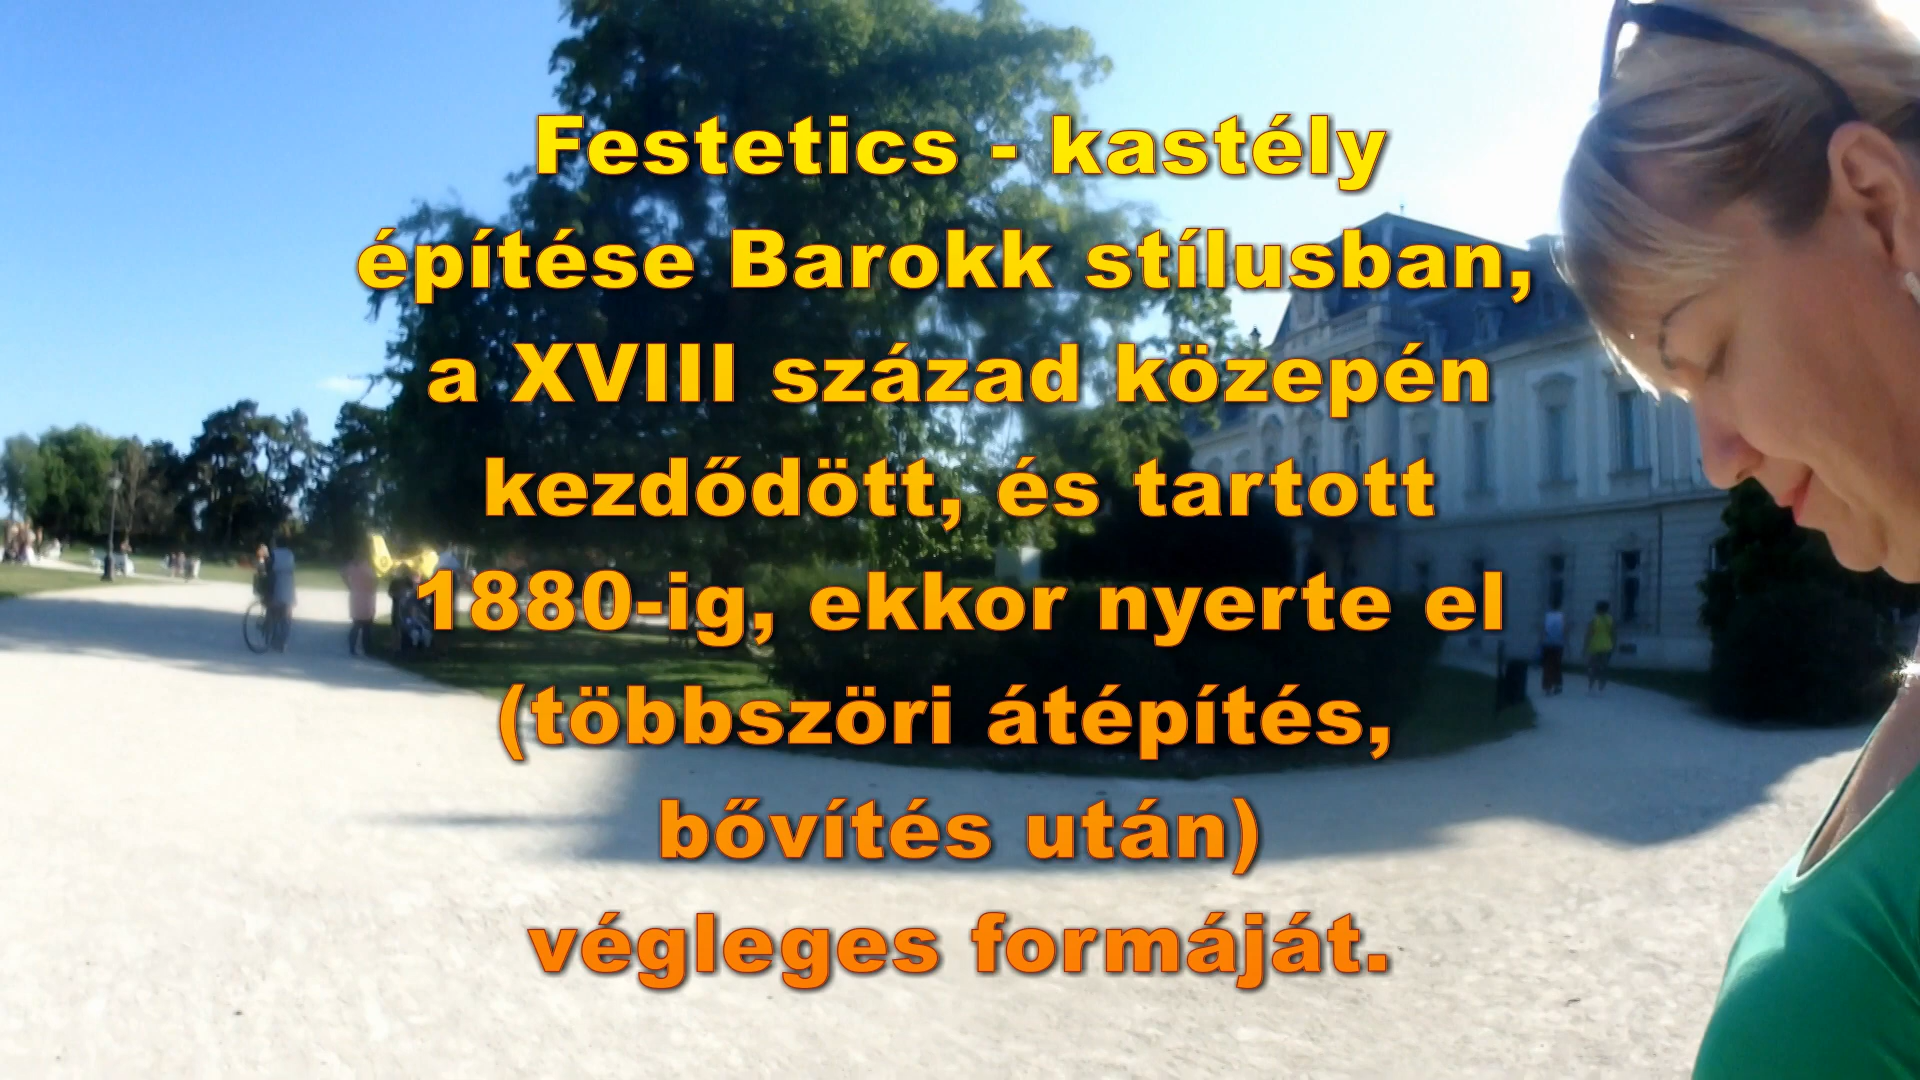 Festetics - kastély
építése Barokk stílusban,
a XVIII század közepén
kezdődött, és tartott
1880-ig, ekkor nyerte el
(többszöri átépítés,
bővítés után)
végleges formáját.